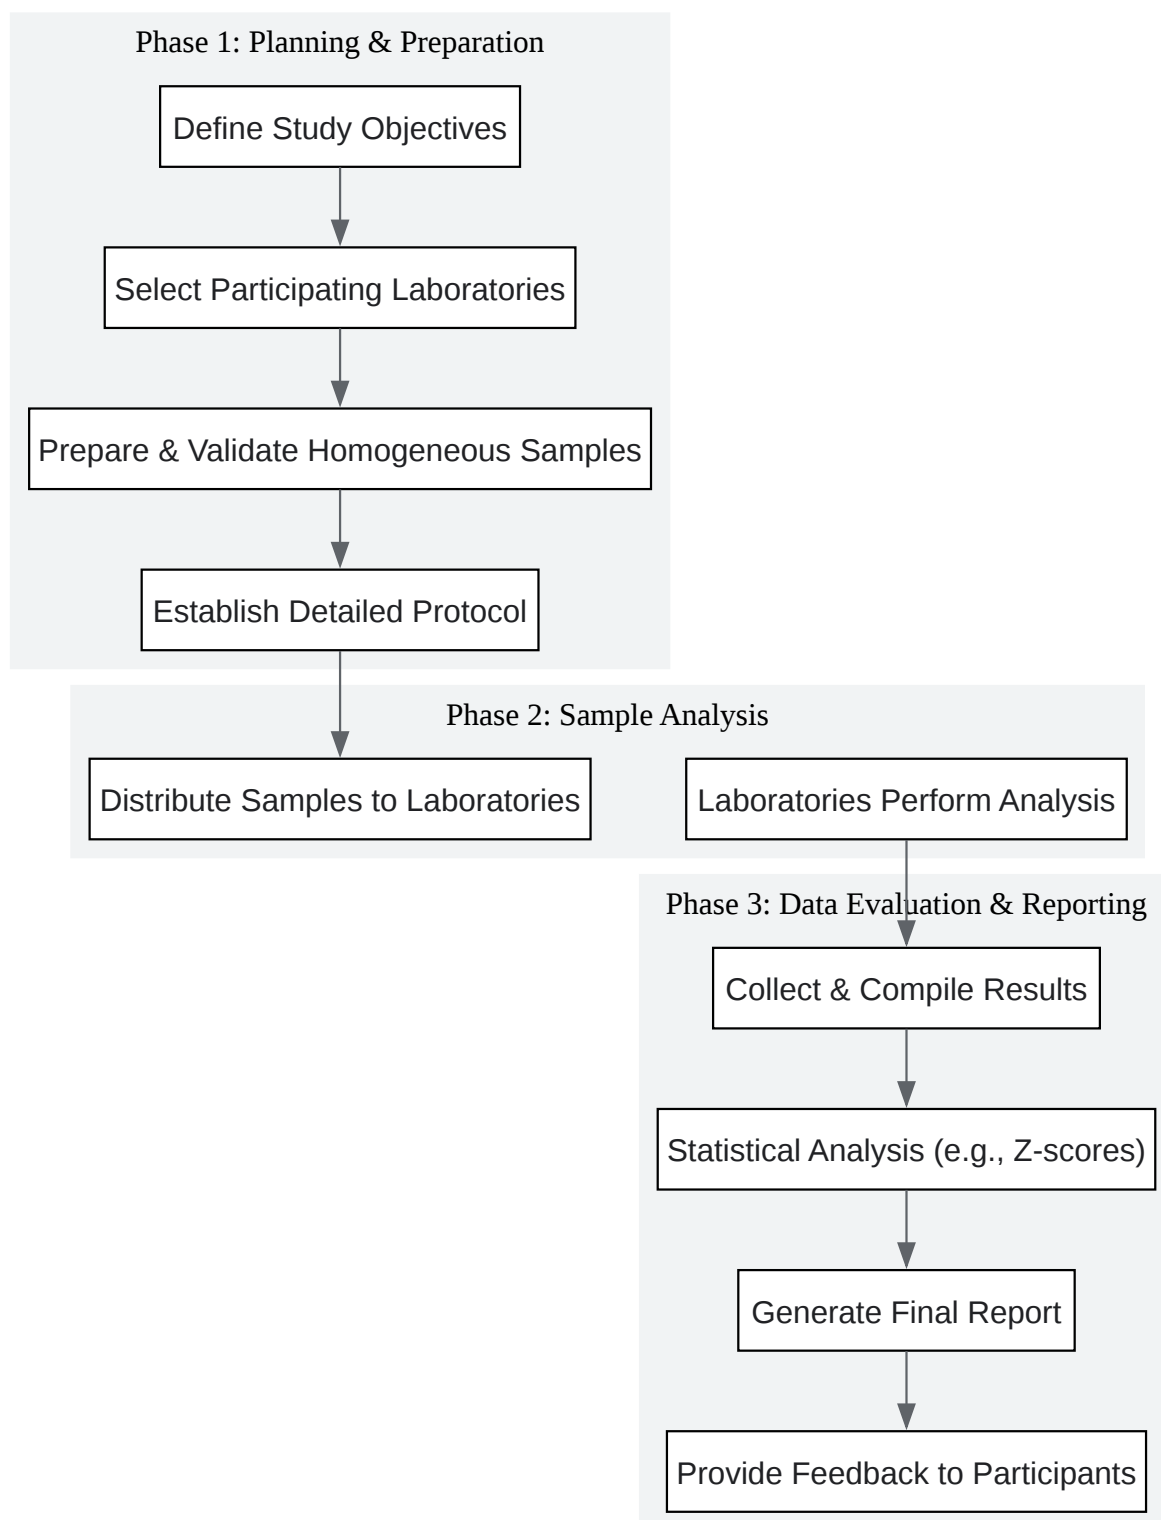 Phase 1: Planning & Preparation
Define Study Objectives
Select Participating Laboratories
Prepare & Validate Homogeneous Samples
Establish Detailed Protocol
Phase 2: Sample Analysis
Distribute Samples to Laboratories
Laboratories Perform Analysis
Phase 3: Data Evaluation & Reporting
Collect & Compile Results
Statistical Analysis (e.g., Z-scores)
Generate Final Report
Provide Feedback to Participants